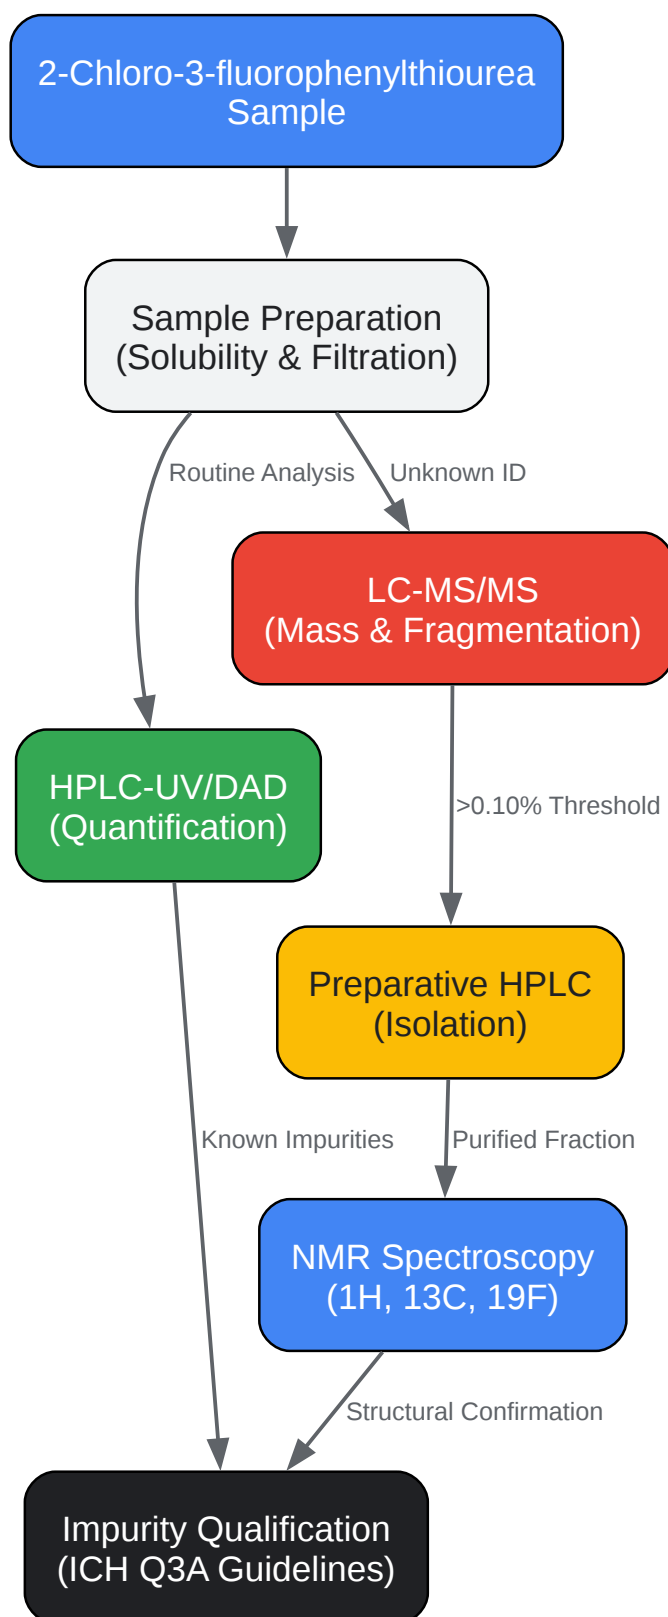 2-Chloro-3-fluorophenylthiourea
Sample
Sample Preparation
(Solubility & Filtration)
Routine Analysis
Unknown ID
LC-MS/MS
(Mass & Fragmentation)
HPLC-UV/DAD
(Quantification)
>0.10% Threshold
Preparative HPLC
(Isolation)
Known Impurities
Purified Fraction
NMR Spectroscopy
(1H, 13C, 19F)
Structural Confirmation
Impurity Qualification
(ICH Q3A Guidelines)